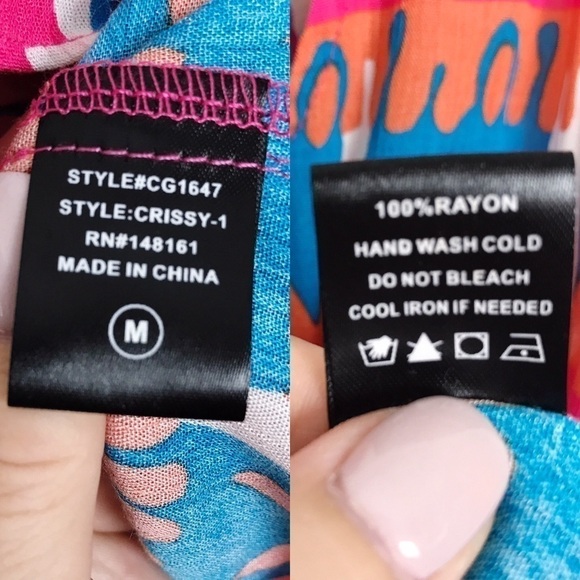 STYLE#CG1647
STYLE:CRISSY-1
RN#148161
MADE IN CHINA
M
100%RAYON
HAND WASH COLD
DO NOT BLEACH
COOL IRON IF NEEDED